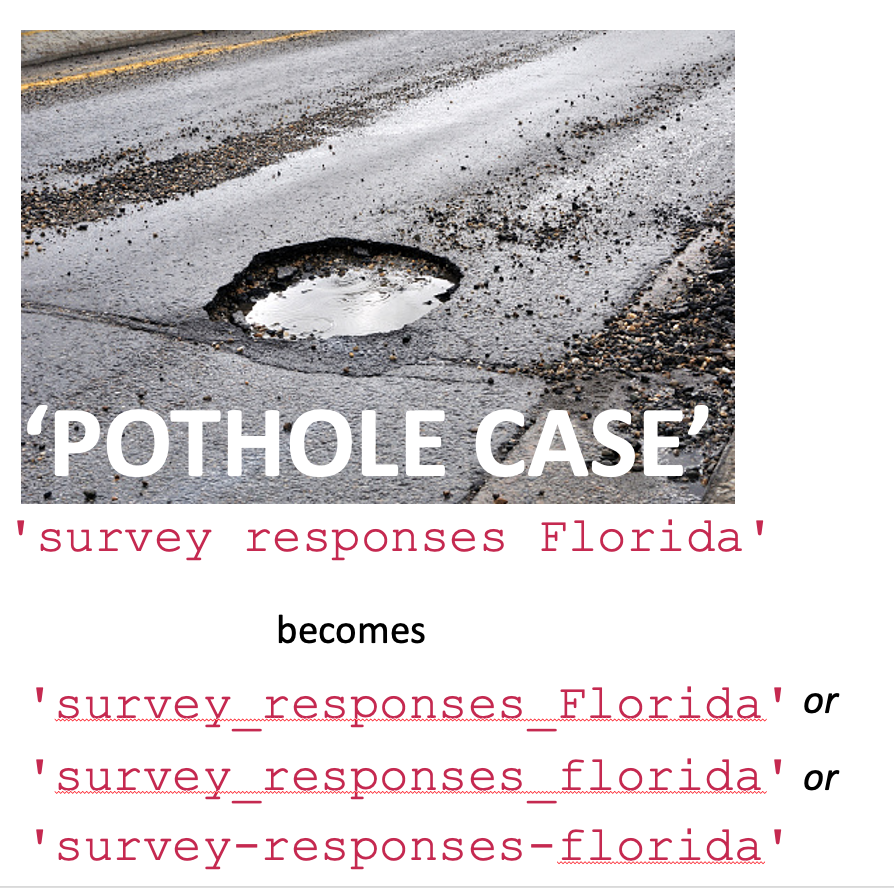 ‘POTHOLE CASE’
'survey responses Florida'
becomes
'survey_responses_Florida' or
'survey_responses_florida' or
'survey-responses-florida'